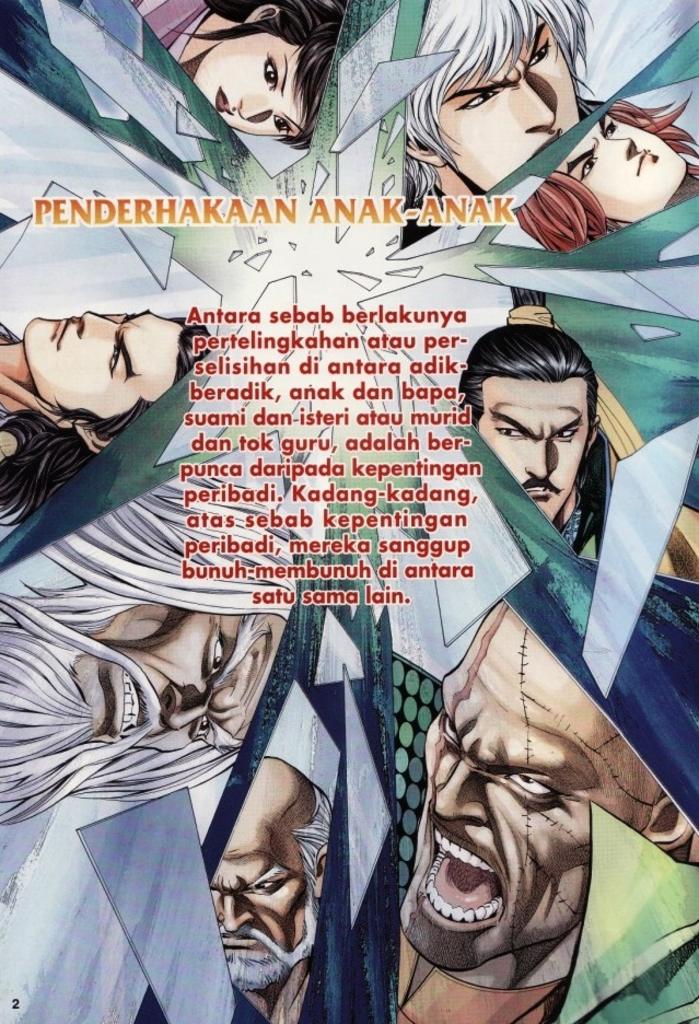 PENDERHAKAAN ANAK-ANAK
Antara sebab berlakunya
pertelingkahan atau per-
selisihan di antara adik-
beradik, anak dan bapa,
suami dan isteri atau murid
dan tok guru, adalah ber-
punca daripada kepentingan
peribadi. Kadang-kadang,
atas sebab kepentingan
peribadi, mereka sanggup
bunuh-membunuh di antara
satu sama lain.
2